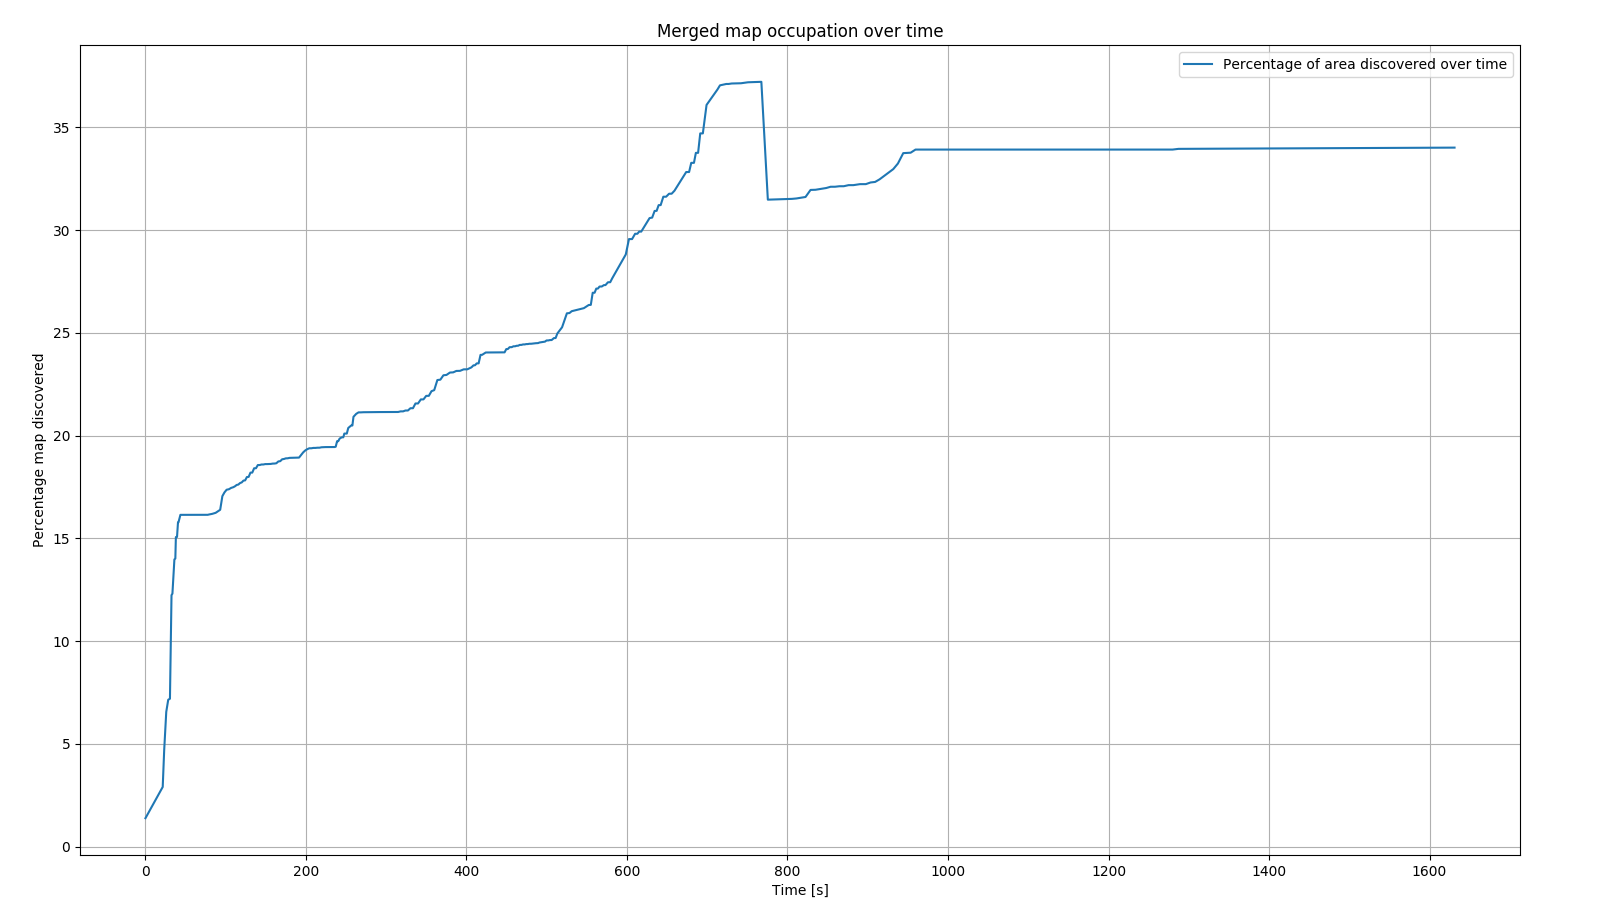 Merged map occupation over time
Percentage of area discovered over time
Percentage map discovered
35
30
25
20
15
10
5
0
0 200 400 600 800 1000 1200 1400 1600
Time [s]